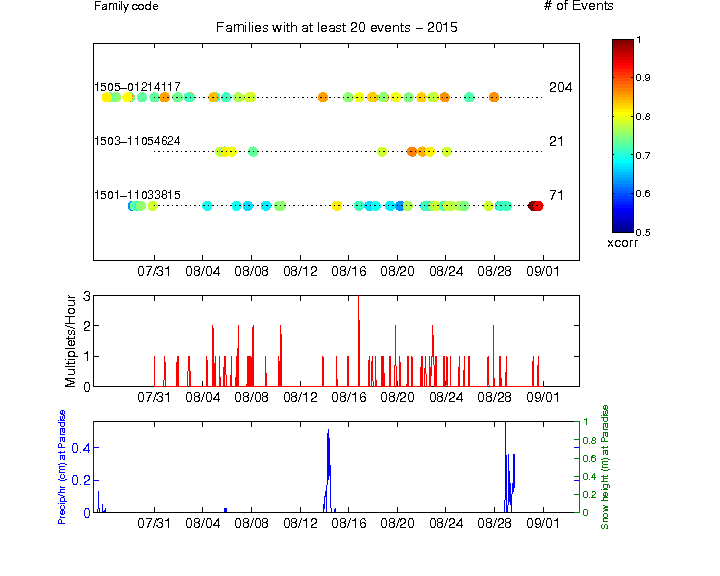 Family code
# of Events
Families with at least 20 events – 2015
1505–01214117
204
1503–11054624
21
1501–11033815
71
07/31 08/04 08/08 08/12 08/16 08/20 08/24 08/28 09/01
1
0.9
0.8
0.7
0.6
0.5
xcorr
Multiplets/Hour
3
2
1
0
07/31 08/04 08/08 08/12 08/16 08/20 08/24 08/28 09/01
Precip/hr (cm) at Paradise
0.4
0.2
0
07/31 08/04 08/08 08/12 08/16 08/20 08/24 08/28 09/01
1
0.8
0.6
0.4
0.2
0
Snow height (m) at Paradise